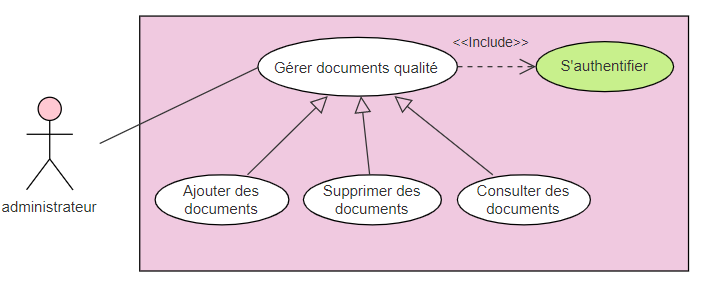 <<Include>>
Gérer documents qualité
S'authentifier
administrateur
Ajouter des
documents
Supprimer des
documents
Consulter des
documents